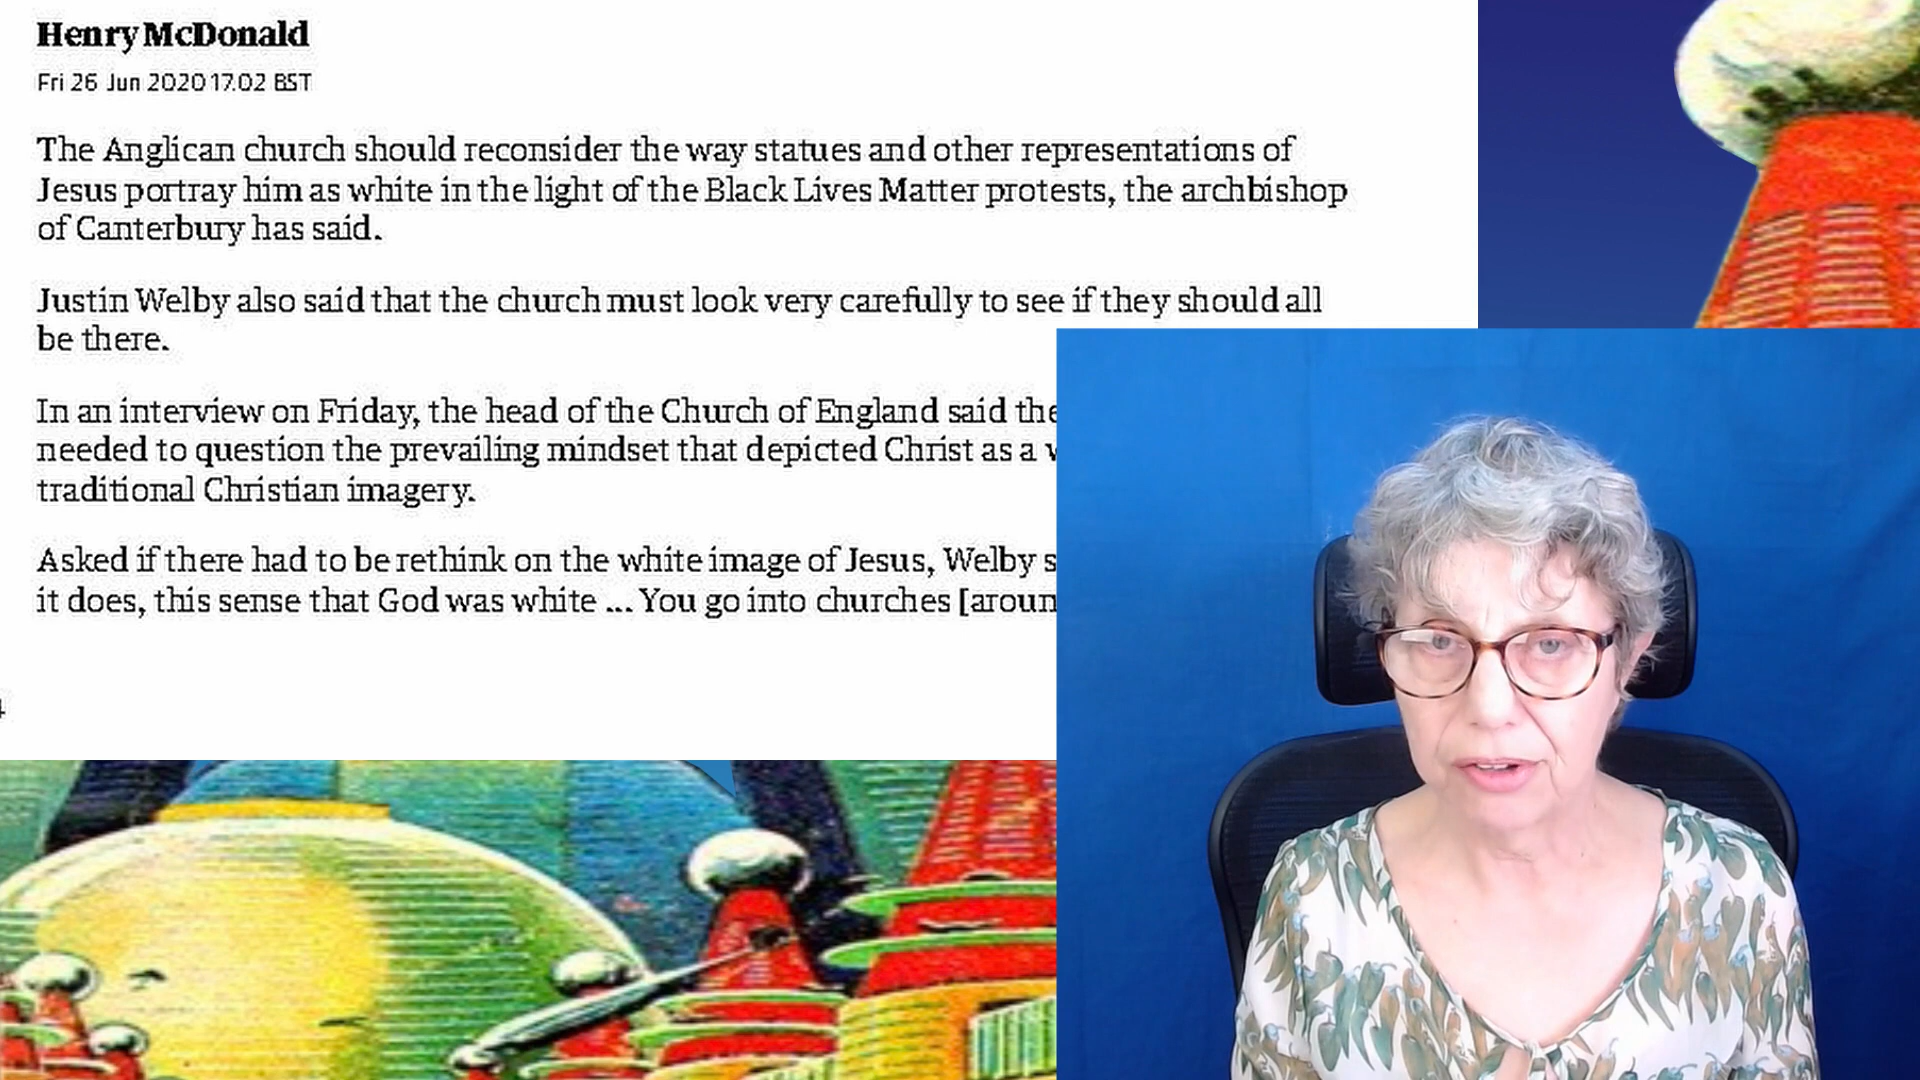 Henry McDonald
Fri 26 Jun 2020 17.02 BST
The Anglican church should reconsider the way statues and other representations of
Jesus portray him as white in the light of the Black Lives Matter protests, the archbishop
of Canterbury has said.
Justin Welby also said that the church must look very carefully to see if they should all
be there.
In an interview on Friday, the head of the Church of England said the
needed to question the prevailing mindset that depicted Christ as a
traditional Christian imagery.
Asked if there had to be rethink on the white image of Jesus, Welby s
it does, this sense that God was white ... You go into churches [aroun